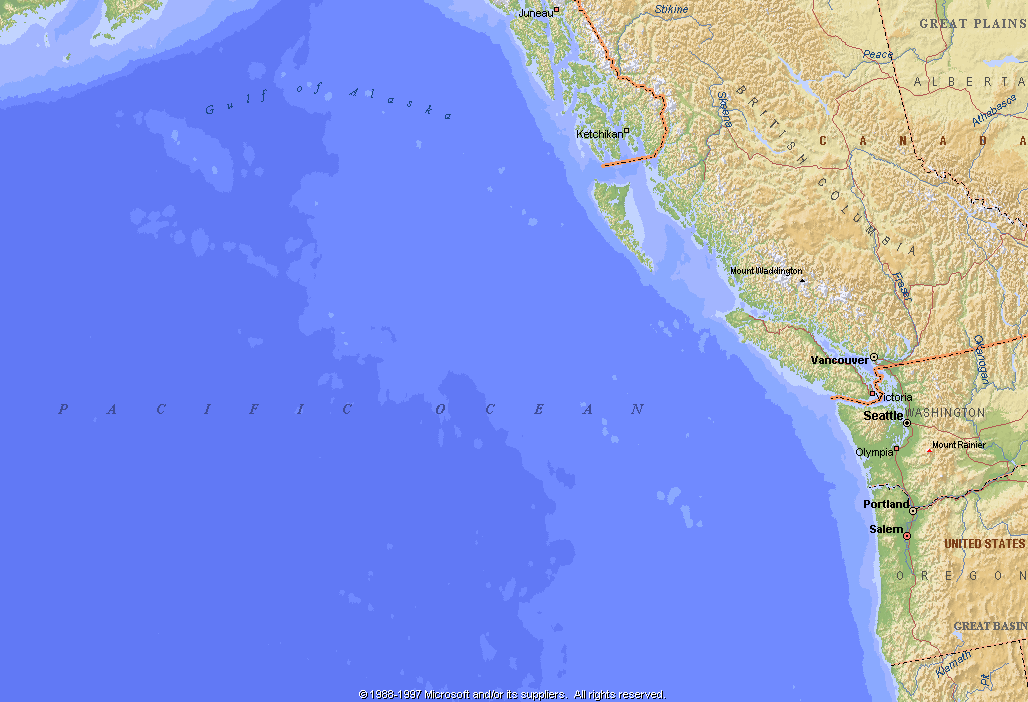 Juneau
Stikine
GREAT PLAINS
Peace
ALBERTA
Gulf of Alaska
Skeena
Athabasca
Ketchikan
BRITISH COLUMBIA
CANADA
Mount Waddington
Fraser
Okanogan
Vancouver
Victoria
PACIFIC OCEAN
Seattle
WASHINGTON
Olympia
Mount Rainier
Portland
Salem
UNITED STATES
OREGON
GREAT BASIN
Klamath
Pit
©1988-1997 Microsoft and/or its suppliers. All rights reserved.